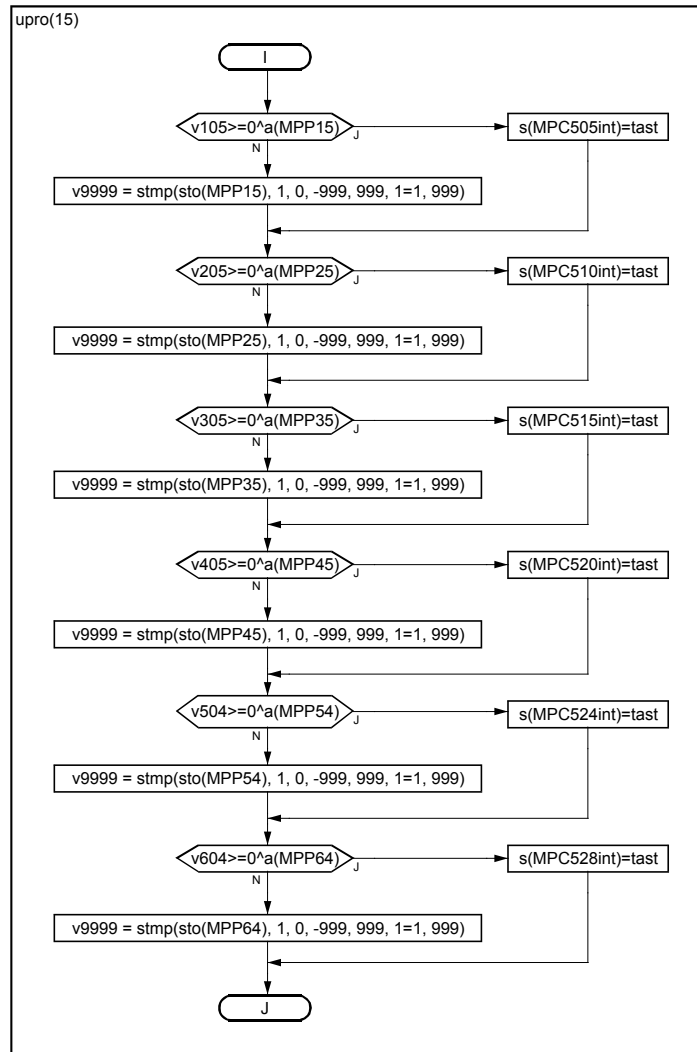 upro(15)
I
v105>=0^a(MPP15)
J
s(MPC505int)=tast
N
v9999 = stmp(sto(MPP15), 1, 0, -999, 999, 1=1, 999)
v205>=0^a(MPP25)
J
s(MPC510int)=tast
N
v9999 = stmp(sto(MPP25), 1, 0, -999, 999, 1=1, 999)
v305>=0^a(MPP35)
J
s(MPC515int)=tast
N
v9999 = stmp(sto(MPP35), 1, 0, -999, 999, 1=1, 999)
v405>=0^a(MPP45)
J
s(MPC520int)=tast
N
v9999 = stmp(sto(MPP45), 1, 0, -999, 999, 1=1, 999)
v504>=0^a(MPP54)
J
s(MPC524int)=tast
N
v9999 = stmp(sto(MPP54), 1, 0, -999, 999, 1=1, 999)
v604>=0^a(MPP64)
J
s(MPC528int)=tast
N
v9999 = stmp(sto(MPP64), 1, 0, -999, 999, 1=1, 999)
J